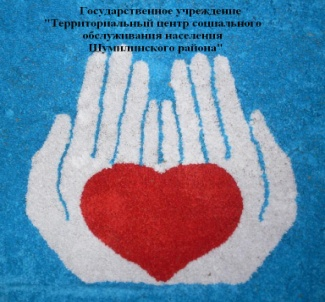 Государственное учреждение
"Территориальный центр социального
обслуживания населения
Шумилинского района"